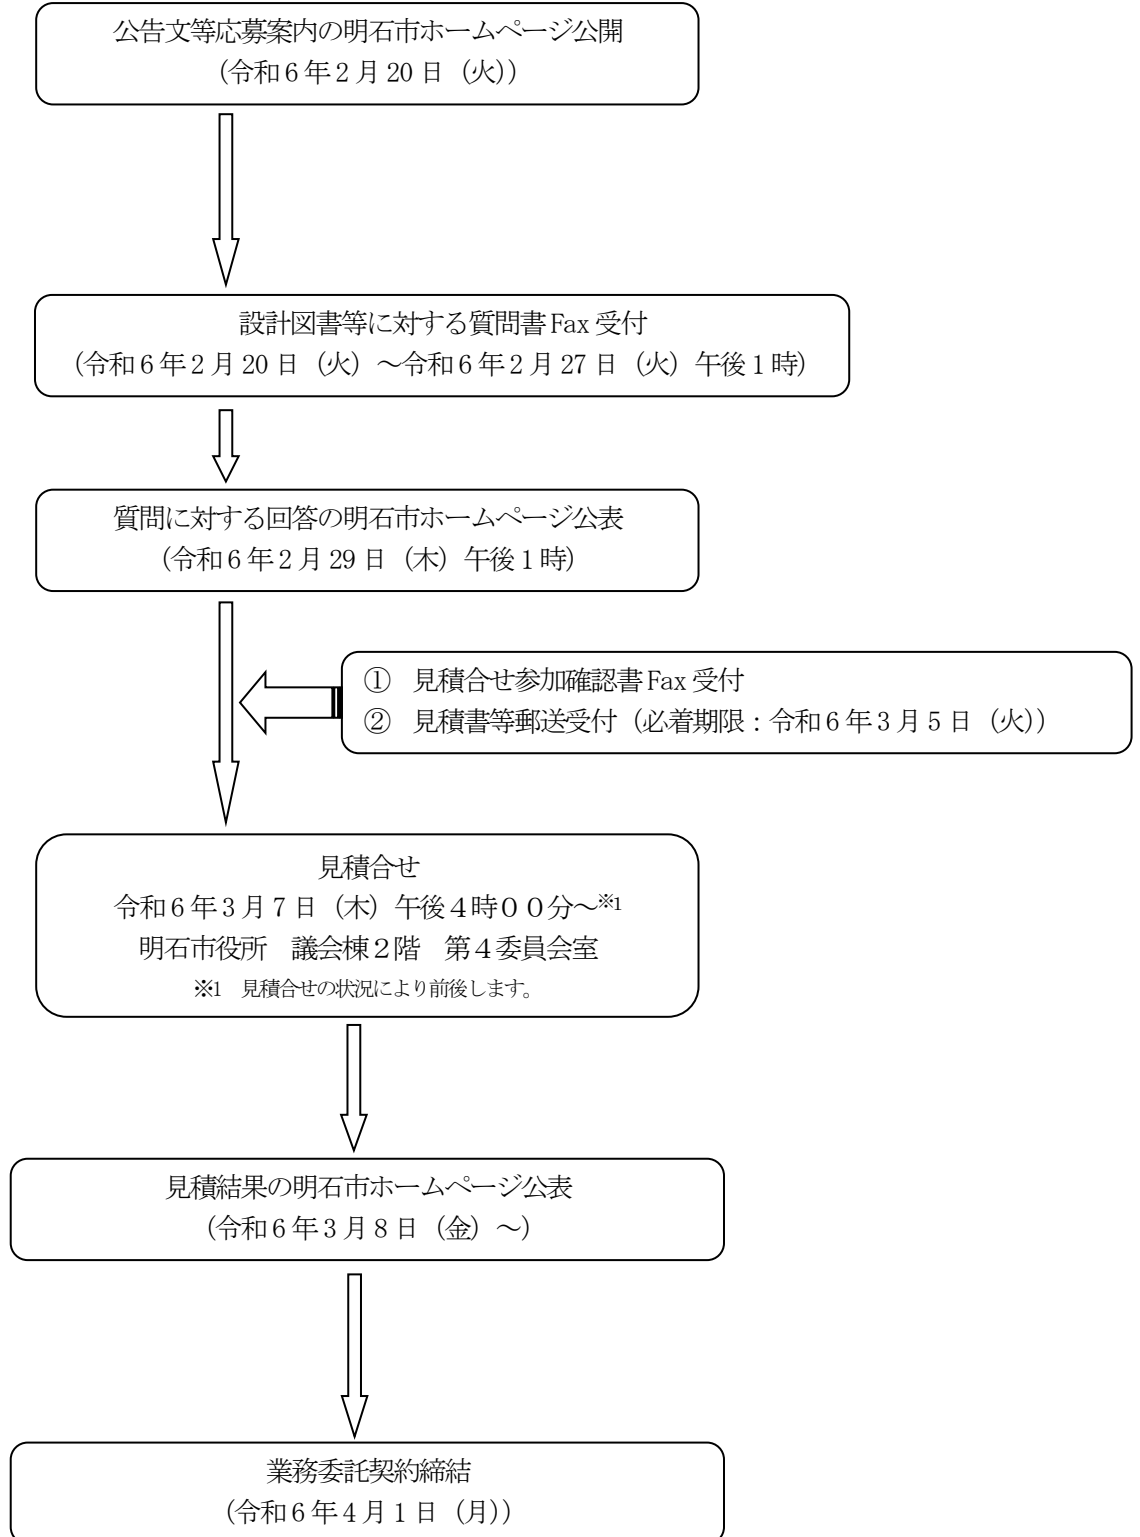 公告文等応募案内の明石市ホームページ公開
(令和6年2月20日(火))
設計図書等に対する質問書Fax受付
(令和6年2月20日(火)~令和6年2月27日(火)午後1時)
質問に対する回答の明石市ホームページ公表
(令和6年2月29日(木)午後1時)
① 見積合せ参加確認書Fax受付
② 見積書等郵送受付(必着期限:令和6年3月5日(火))
見積合せ
令和6年3月7日(木)午後4時00分~※1
明石市役所 議会棟2階 第4委員会室
※1 見積合せの状況により前後します。
見積結果の明石市ホームページ公表
(令和6年3月8日(金)~)
業務委託契約締結
(令和6年4月1日(月))